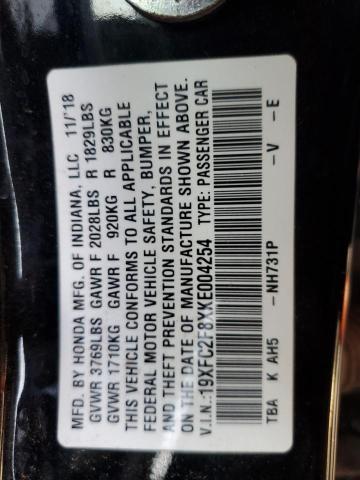 MFD. BY HONDA MFG. OF INDIANA, LLC 11/'18
GVWR 3769LBS GAWR F 2028LBS R 1829LBS
GVWR 1710KG GAWR F 920KG R 830KG
THIS VEHICLE CONFORMS TO ALL APPLICABLE
FEDERAL MOTOR VEHICLE SAFETY, BUMPER,
AND THEFT PREVENTION STANDARDS IN EFFECT
ON THE DATE OF MANUFACTURE SHOWN ABOVE.
V.I.N.:19XFC2F8XKE004254 TYPE: PASSENGER CAR
TBA K AH5 -NH731P -V -E